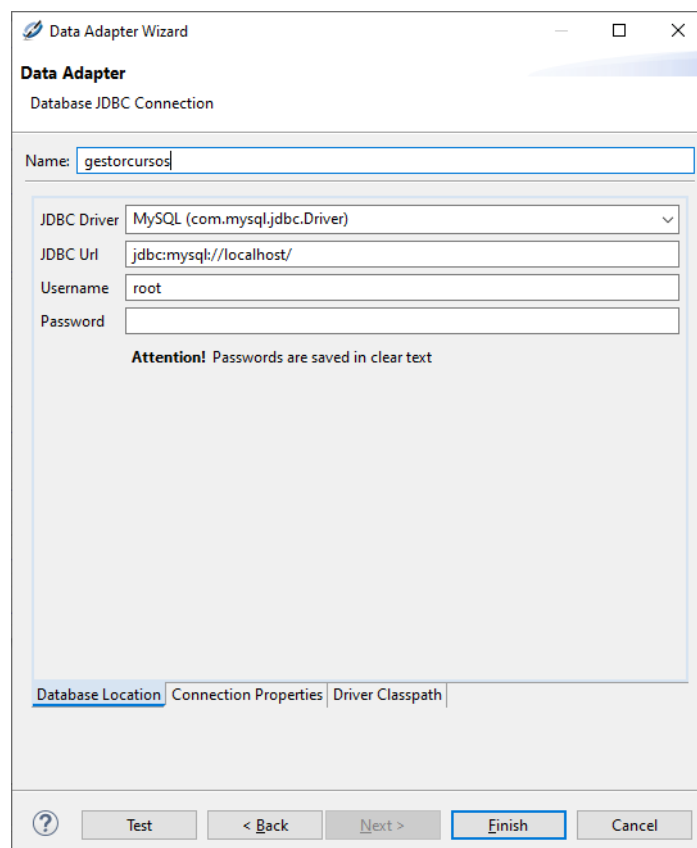 Data Adapter Wizard
Data Adapter
Database JDBC Connection
Name: gestorcursos
JDBC Driver MySQL (com.mysql.jdbc.Driver)
JDBC Url jdbc:mysql://localhost/
Username root
Password
Attention! Passwords are saved in clear text
Database Location Connection Properties Driver Classpath
? Test < Back Next > Finish Cancel